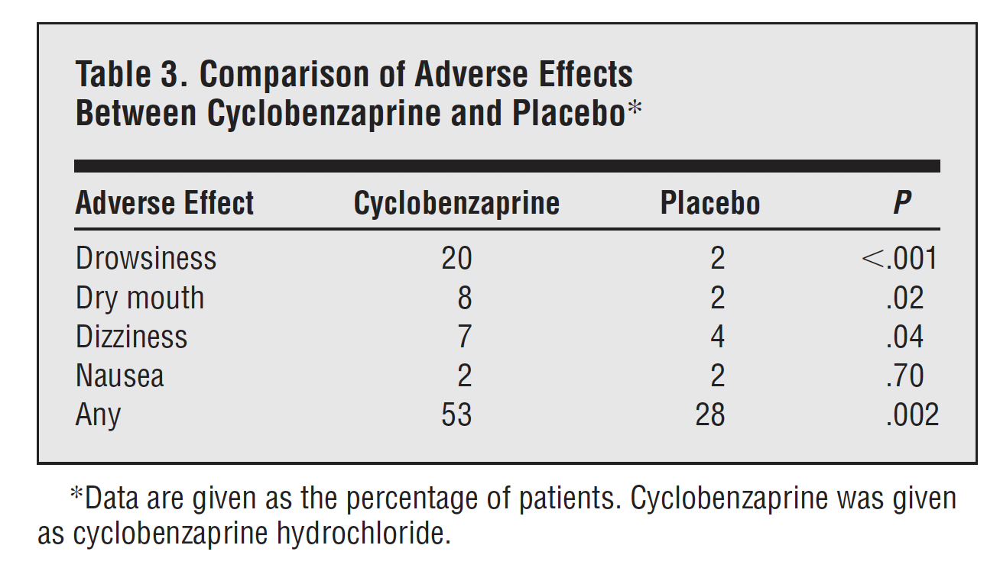 Table 3. Comparison of Adverse Effects
Between Cyclobenzaprine and Placebo*
Adverse Effect Cyclobenzaprine Placebo P
Drowsiness 20 2 <.001
Dry mouth 8 2 .02
Dizziness 7 4 .04
Nausea 2 2 .70
Any 53 28 .002
*Data are given as the percentage of patients. Cyclobenzaprine was given
as cyclobenzaprine hydrochloride.